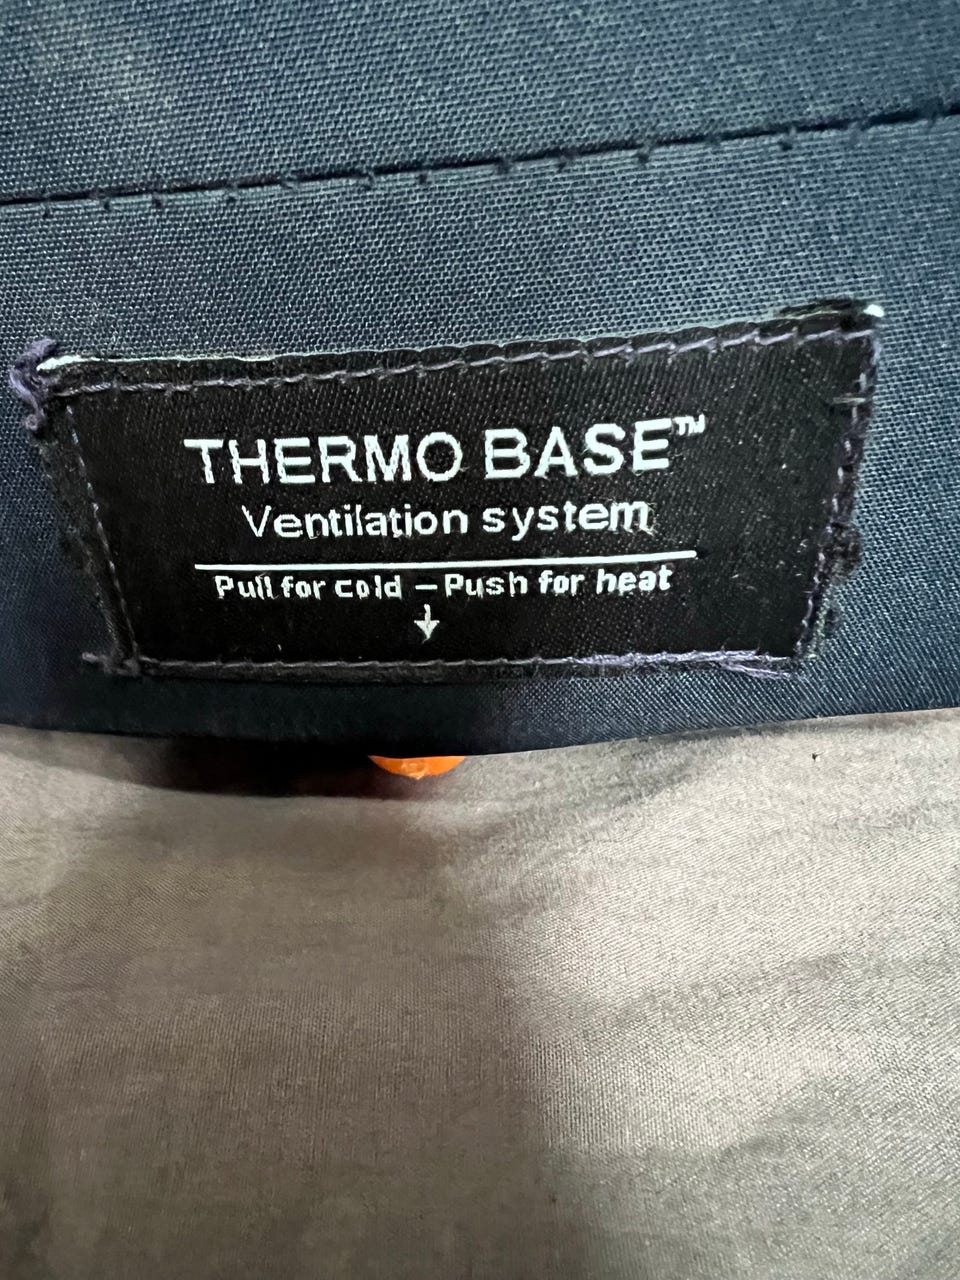 THERMO BASE™
Ventilation system
Pull for cold – Push for heat